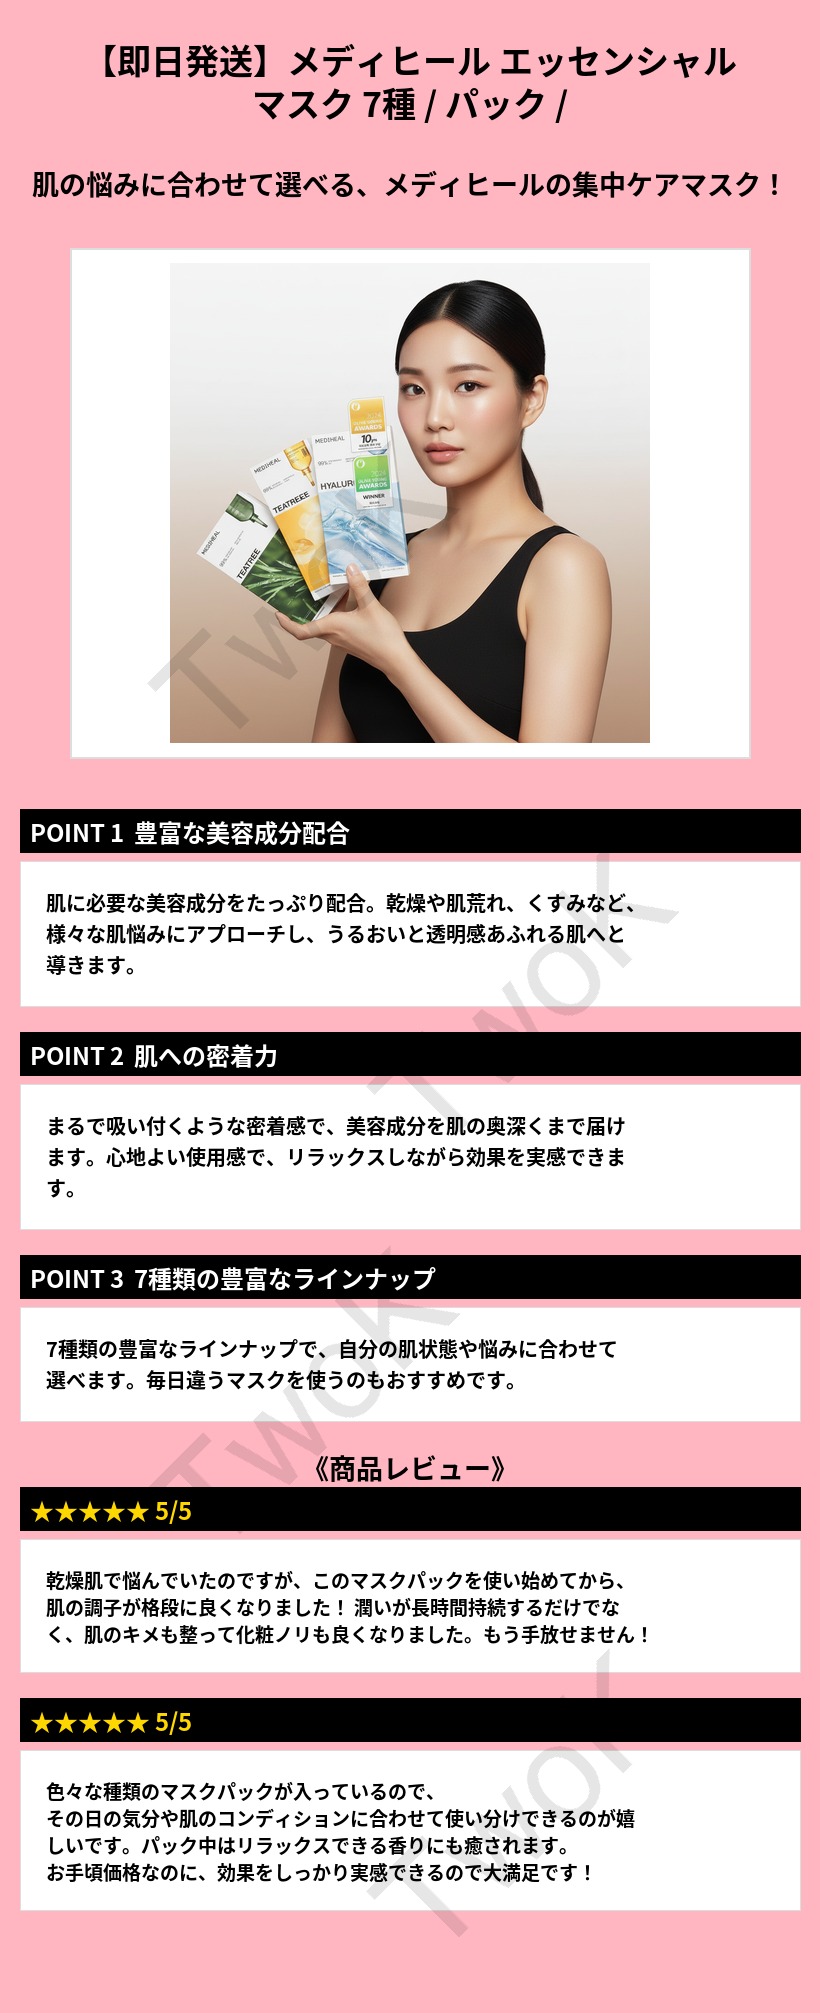 【即日発送】メディヒール エッセンシャル
マスク 7種 / パック /
肌の悩みに合わせて選べる、メディヒールの集中ケアマスク！
AWARDS
10
MEDIHEAL
2024
AWARDS
WINNER
MEDIHEAL
99%
HYALUR
TEATREEE
MEDIHEAL
99%
TEATREE
TwoK
POINT 1 豊富な美容成分配合
肌に必要な美容成分をたっぷり配合。乾燥や肌荒れ、くすみなど、
様々な肌悩みにアプローチし、うるおいと透明感あふれる肌へと
導きます。
TwoK
POINT 2 肌への密着力
まるで吸い付くような密着感で、美容成分を肌の奥深くまで届け
ます。心地よい使用感で、リラックスしながら効果を実感できま
す。
POINT 3 7種類の豊富なラインナップ
7種類の豊富なラインナップで、自分の肌状態や悩みに合わせて
選べます。毎日違うマスクを使うのもおすすめです。
TwoK
《商品レビュー》
★★★★★ 5/5
乾燥肌で悩んでいたのですが、このマスクパックを使い始めてから、
肌の調子が格段に良くなりました！ 潤いが長時間持続するだけでな
く、肌のキメも整って化粧ノリも良くなりました。もう手放せません！
★★★★★ 5/5
色々な種類のマスクパックが入っているので、
その日の気分や肌のコンディションに合わせて使い分けできるのが嬉
しいです。パック中はリラックスできる香りにも癒されます。
お手頃価格なのに、効果をしっかり実感できるので大満足です！
TwoK